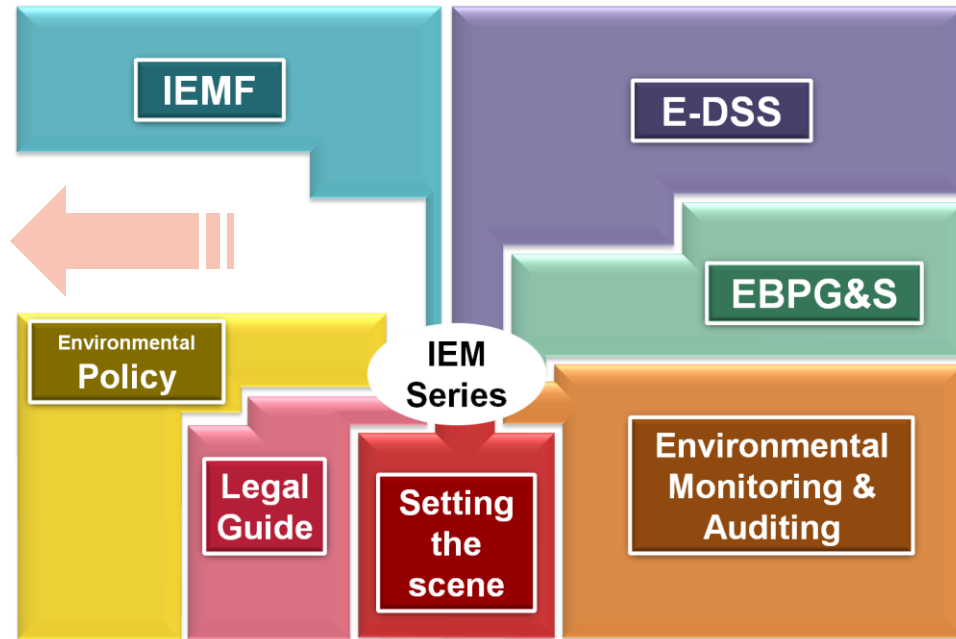 IEMF
E-DSS
EBPG&S
Environmental
Policy
IEM
Series
Legal
Guide
Setting
the
scene
Environmental
Monitoring &
Auditing